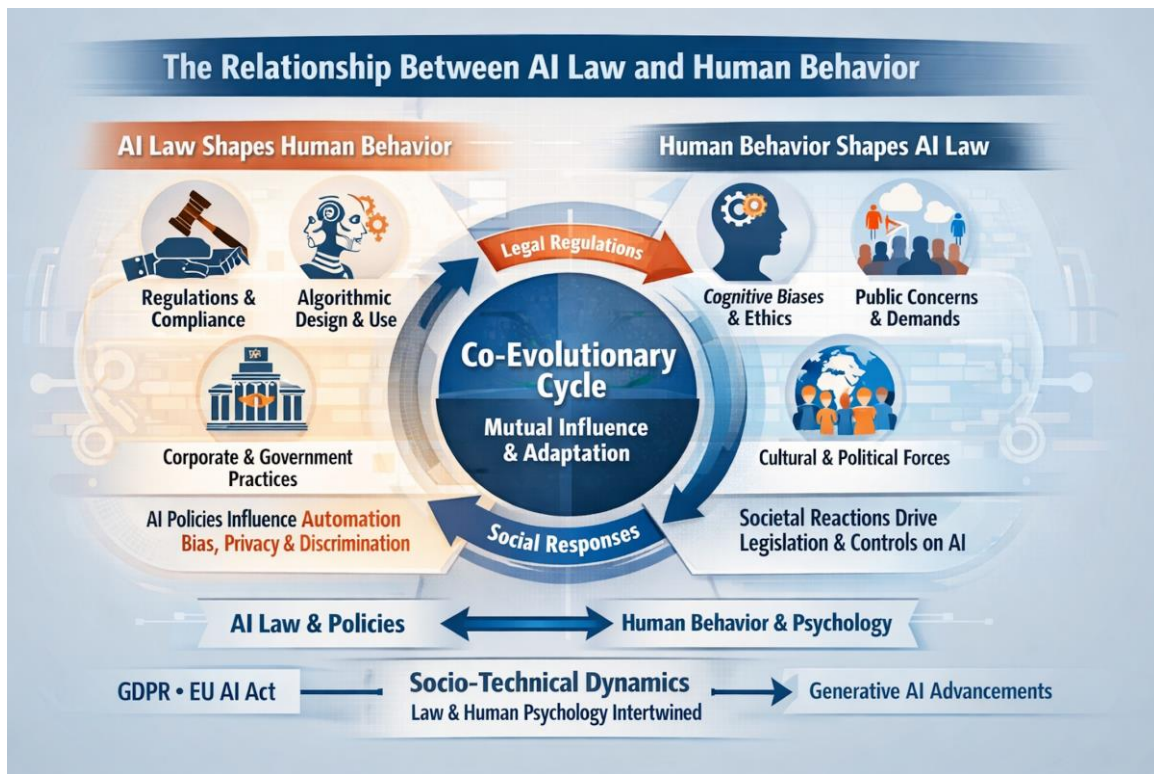 The Relationship Between AI Law and Human Behavior
AI Law Shapes Human Behavior
Human Behavior Shapes AI Law
Regulations &
Compliance
Algorithmic
Design & Use
Corporate & Government
Practices
AI Policies Influence Automation
Bias, Privacy & Discrimination
Legal Regulations
Co-Evolutionary
Cycle
Mutual Influence
& Adaptation
Social Responses
Cognitive Biases
& Ethics
Public Concerns
& Demands
Cultural & Political Forces
Societal Reactions Drive
Legislation & Controls on AI
AI Law & Policies
Human Behavior & Psychology
GDPR • EU AI Act
Socio-Technical Dynamics
Law & Human Psychology Intertwined
Generative AI Advancements